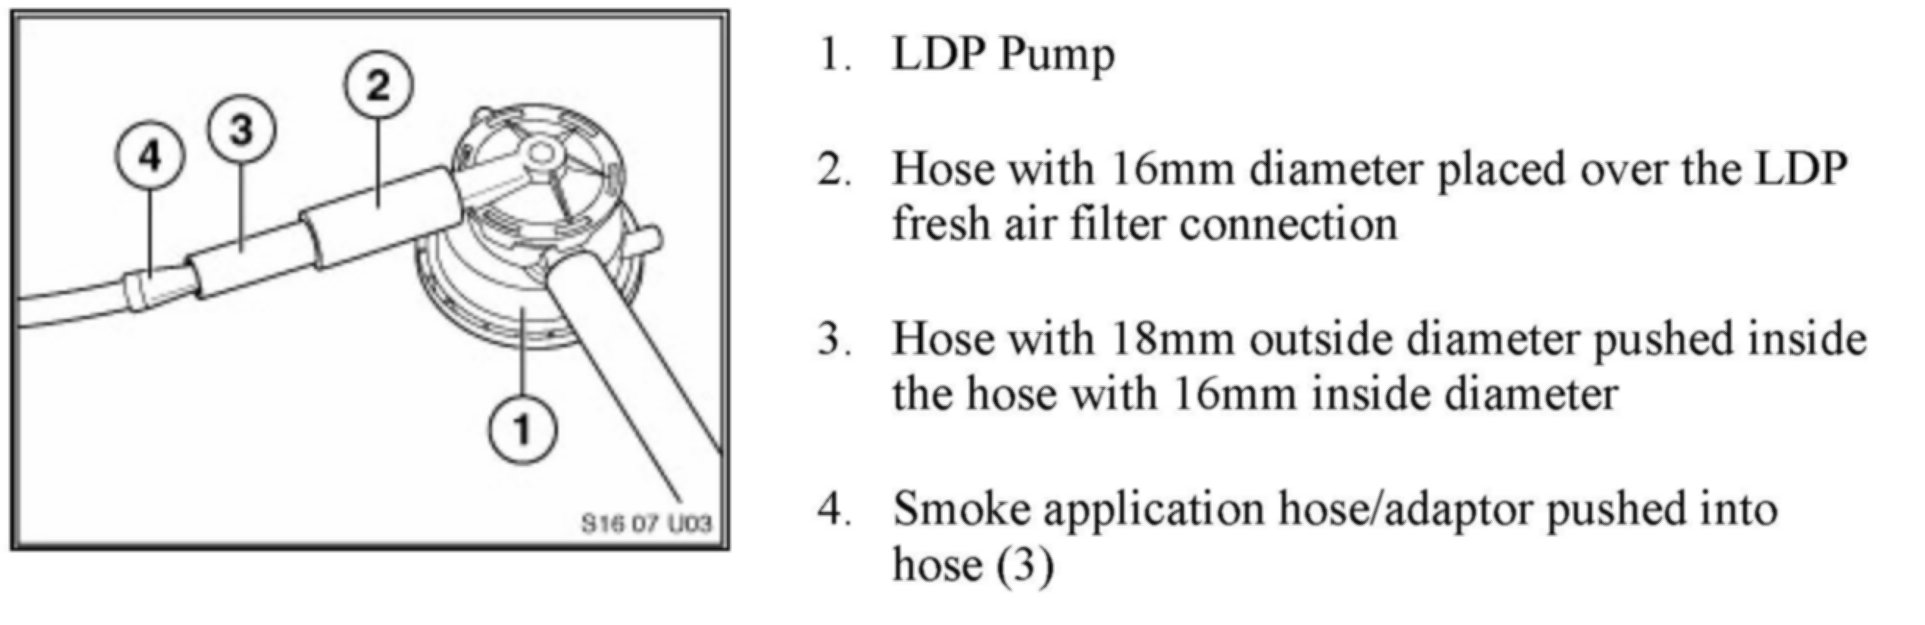 4
3
2
1
S16 07 U03
1. LDP Pump
2. Hose with 16mm diameter placed over the LDP
fresh air filter connection
3. Hose with 18mm outside diameter pushed inside
the hose with 16mm inside diameter
4. Smoke application hose/adaptor pushed into
hose (3)